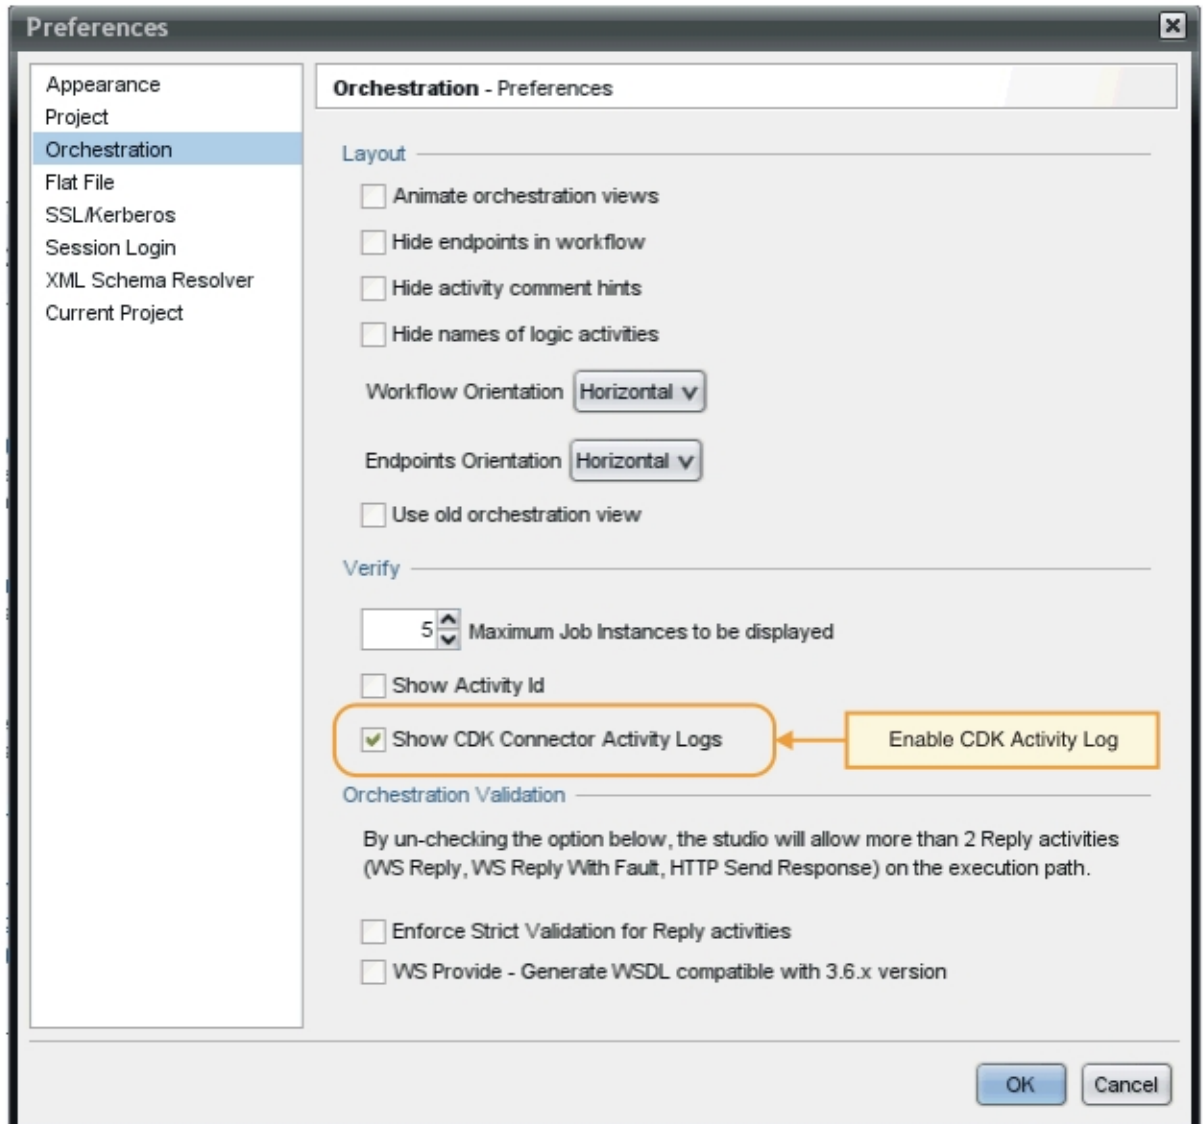 Preferences
Appearance
Project
Orchestration
Flat File
SSL/Kerberos
Session Login
XML Schema Resolver
Current Project
Orchestration - Preferences
Layout
Animate orchestration views
Hide endpoints in workflow
Hide activity comment hints
Hide names of logic activities
Workflow Orientation Horizontal
Endpoints Orientation Horizontal
Use old orchestration view
Verify
5 Maximum Job Instances to be displayed
Show Activity Id
Show CDK Connector Activity Logs
Enable CDK Activity Log
Orchestration Validation
By un-checking the option below, the studio will allow more than 2 Reply activities
(WS Reply, WS Reply With Fault, HTTP Send Response) on the execution path.
Enforce Strict Validation for Reply activities
WS Provide - Generate WSDL compatible with 3.6.x version
OK Cancel